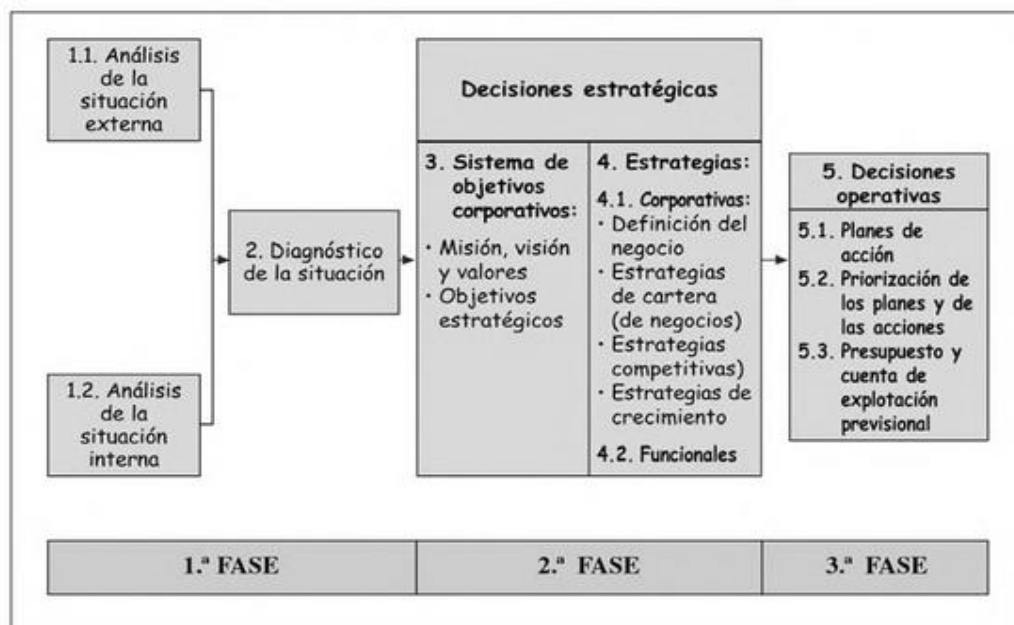 1.1. Análisis
de la
situación
externa
1.2. Análisis
de la
situación
interna
2. Diagnóstico
de la situación
Decisiones estratégicas
3. Sistema de
objetivos
corporativos:
· Misión, visión
y valores
· Objetivos
estratégicos
4. Estrategias:
4.1. Corporativas:
· Definición del
negocio
· Estrategias
de cartera
(de negocios)
· Estrategias
competitivas)
· Estrategias de
crecimiento
4.2. Funcionales
5. Decisiones
operativas
5.1. Planes de
acción
5.2. Priorización de
los planes y de
las acciones
5.3. Presupuesto y
cuenta de
explotación
previsional
1.ª FASE
2.ª FASE
3.ª FASE